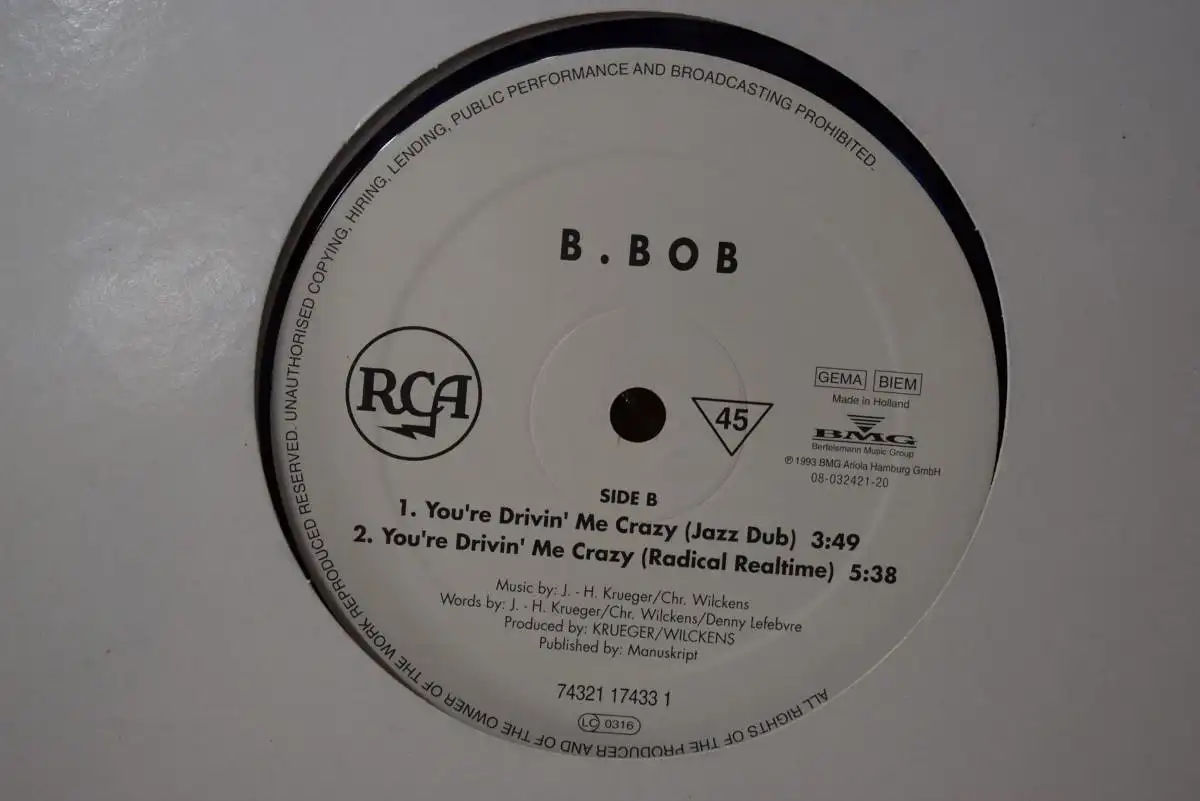 ALL RIGHTS OF THE PRODUCER AND OF THE OWNER OF THE WORK REPRODUCED RESERVED. UNAUTHORISED COPYING, HIRING, LENDING, PUBLIC PERFORMANCE AND BROADCASTING PROHIBITED.
B.BOB
RCA
45
GEMA BIEM
Made in Holland
BMG
Bertelsmann Music Group
℗ 1993 BMG Ariola Hamburg GmbH
08-032421-20
SIDE B
1. You're Drivin' Me Crazy (Jazz Dub) 3:49
2. You're Drivin' Me Crazy (Radical Realtime) 5:38
Music by: J. - H. Krueger/Chr. Wilckens
Words by: J. - H. Krueger/Chr. Wilckens/Denny Lefebvre
Produced by: KRUEGER/WILCKENS
Published by: Manuskript
74321 17433 1
LC 0316